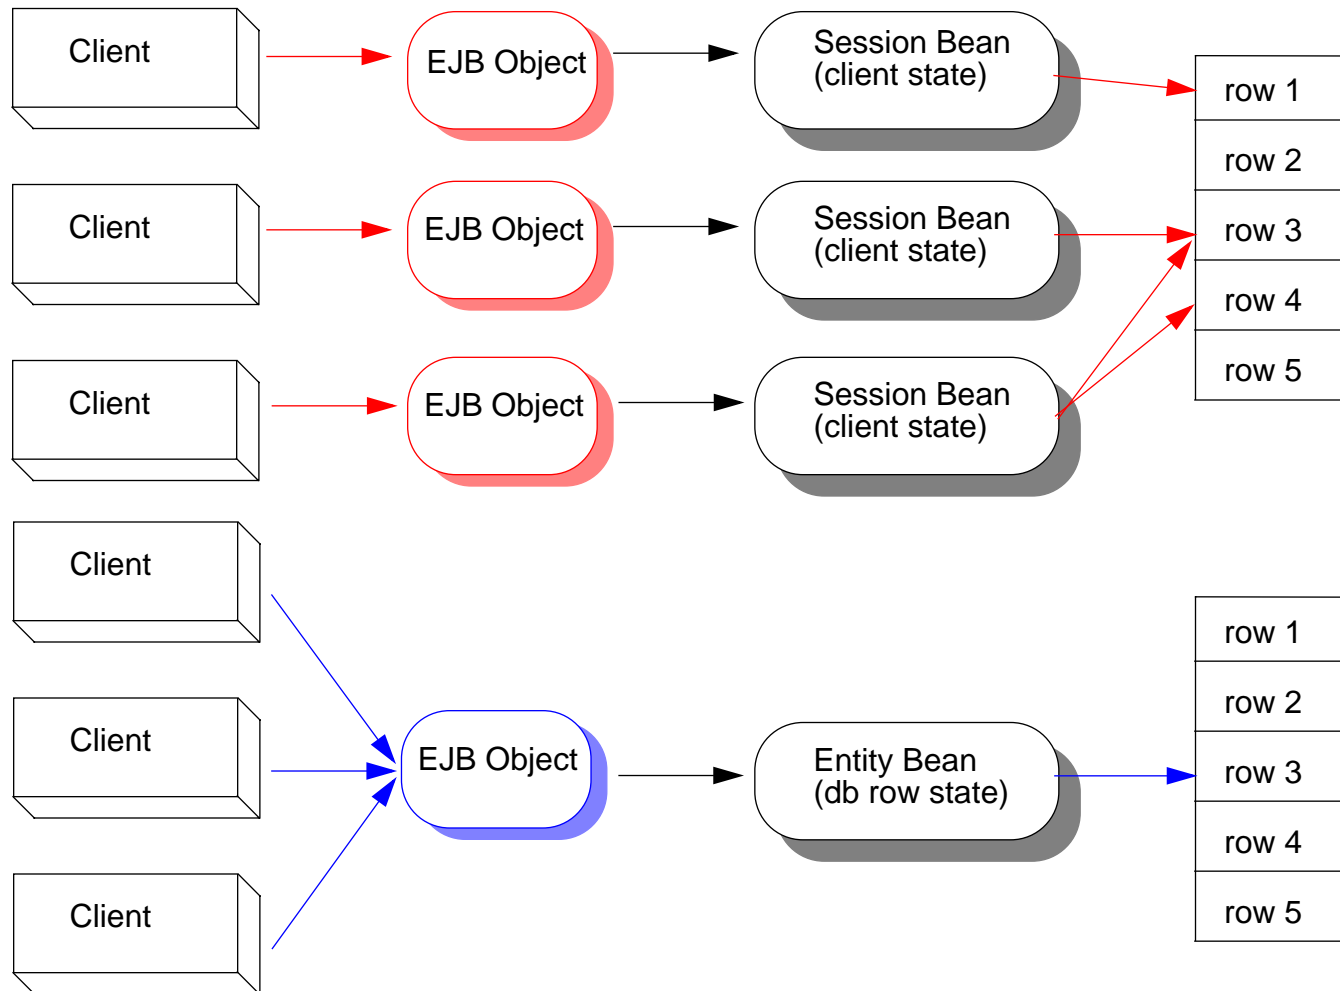 Client
EJB Object
Session Bean
(client state)
row 1
row 2
Client
EJB Object
Session Bean
(client state)
row 3
row 4
Client
EJB Object
Session Bean
(client state)
row 5
Client
Client
EJB Object
Entity Bean
(db row state)
Client
row 1
row 2
row 3
row 4
row 5